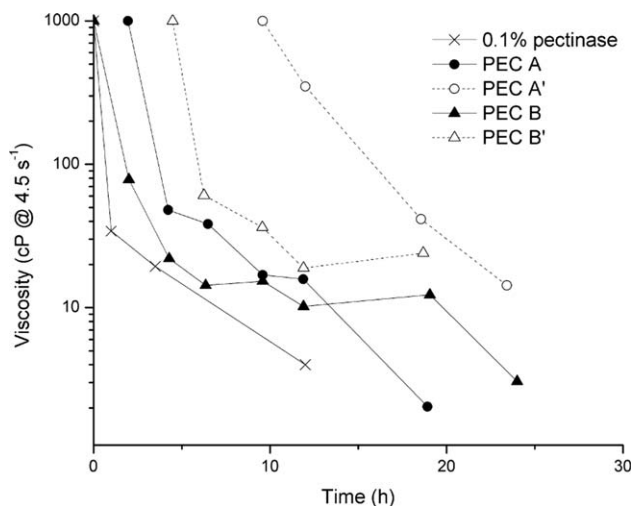 1000
100
10
Viscosity (cP @ 4.5 s⁻¹)
0.1% pectinase
PEC A
PEC A'
PEC B
PEC B'
0
10
20
30
Time (h)